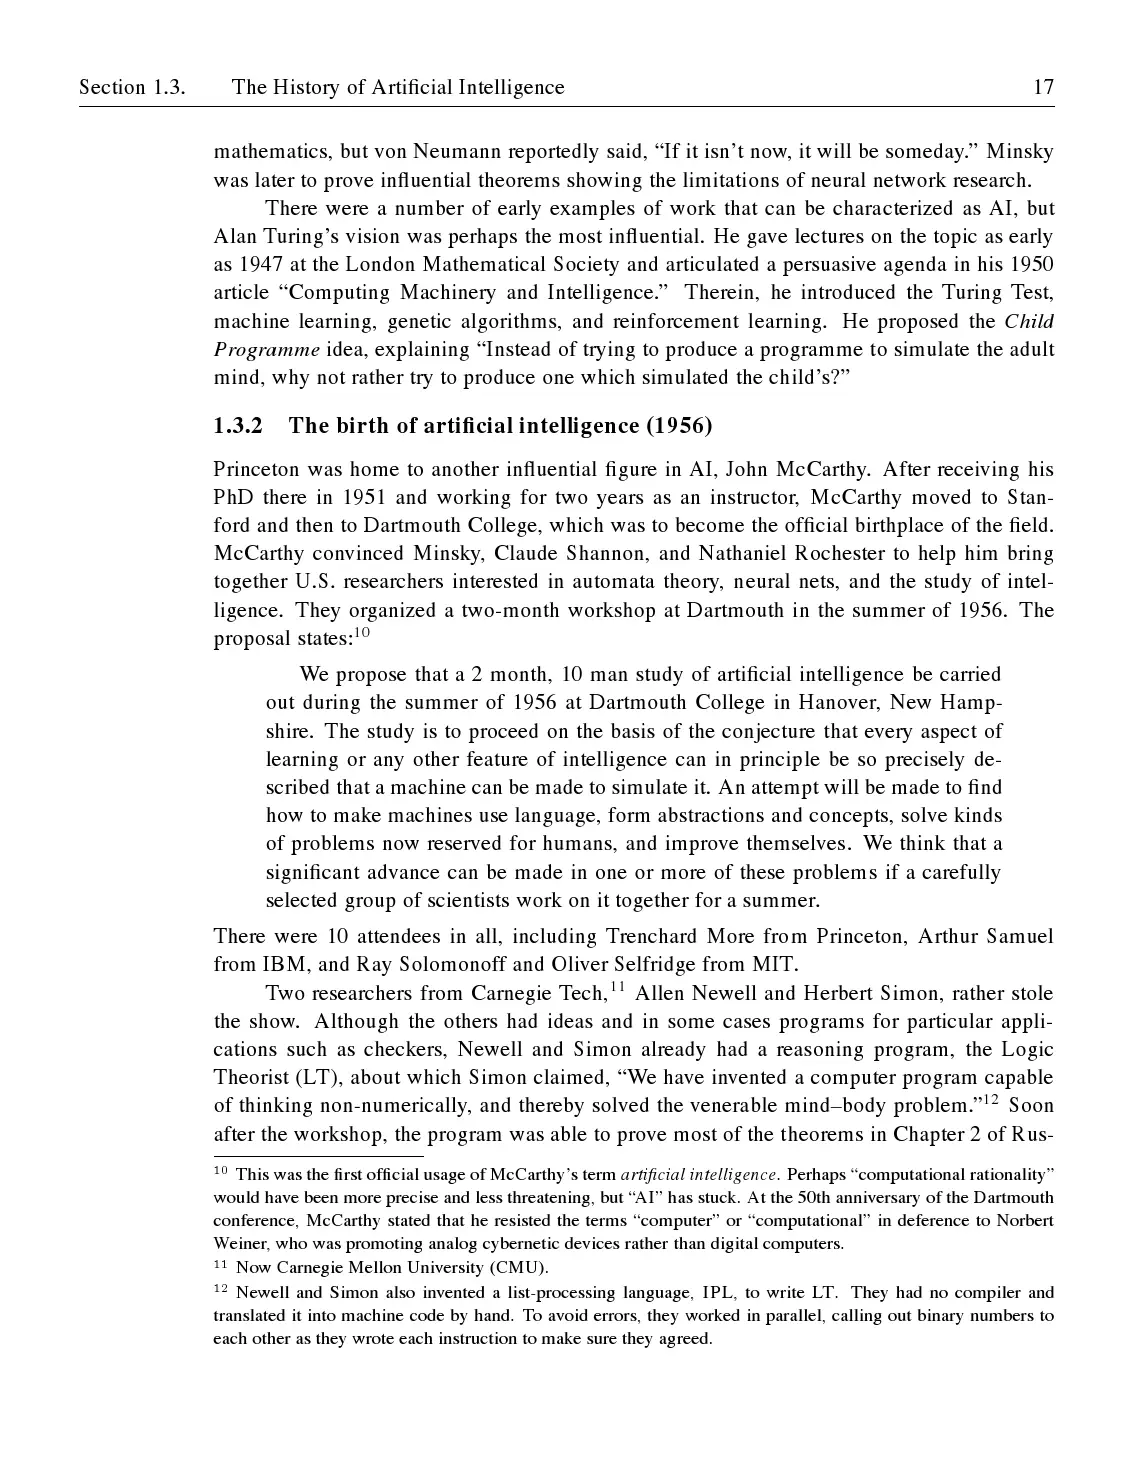 Section 1.3. The History of Artificial Intelligence 17
mathematics, but von Neumann reportedly said, “If it isn’t now, it will be someday.” Minsky
was later to prove influential theorems showing the limitations of neural network research.
There were a number of early examples of work that can be characterized as AI, but
Alan Turing’s vision was perhaps the most influential. He gave lectures on the topic as early
as 1947 at the London Mathematical Society and articulated a persuasive agenda in his 1950
article “Computing Machinery and Intelligence.” Therein, he introduced the Turing Test,
machine learning, genetic algorithms, and reinforcement learning. He proposed the Child
Programme idea, explaining “Instead of trying to produce a programme to simulate the adult
mind, why not rather try to produce one which simulated the child’s?”
1.3.2 The birth of artificial intelligence (1956)
Princeton was home to another influential figure in AI, John McCarthy. After receiving his
PhD there in 1951 and working for two years as an instructor, McCarthy moved to Stan-
ford and then to Dartmouth College, which was to become the official birthplace of the field.
McCarthy convinced Minsky, Claude Shannon, and Nathaniel Rochester to help him bring
together U.S. researchers interested in automata theory, neural nets, and the study of intel-
ligence. They organized a two-month workshop at Dartmouth in the summer of 1956. The
proposal states:10
We propose that a 2 month, 10 man study of artificial intelligence be carried
out during the summer of 1956 at Dartmouth College in Hanover, New Hamp-
shire. The study is to proceed on the basis of the conjecture that every aspect of
learning or any other feature of intelligence can in principle be so precisely de-
scribed that a machine can be made to simulate it. An attempt will be made to find
how to make machines use language, form abstractions and concepts, solve kinds
of problems now reserved for humans, and improve themselves. We think that a
significant advance can be made in one or more of these problems if a carefully
selected group of scientists work on it together for a summer.
There were 10 attendees in all, including Trenchard More from Princeton, Arthur Samuel
from IBM, and Ray Solomonoff and Oliver Selfridge from MIT.
Two researchers from Carnegie Tech,11 Allen Newell and Herbert Simon, rather stole
the show. Although the others had ideas and in some cases programs for particular appli-
cations such as checkers, Newell and Simon already had a reasoning program, the Logic
Theorist (LT), about which Simon claimed, “We have invented a computer program capable
of thinking non-numerically, and thereby solved the venerable mind–body problem.”12 Soon
after the workshop, the program was able to prove most of the theorems in Chapter 2 of Rus-
10 This was the first official usage of McCarthy’s term artificial intelligence. Perhaps “computational rationality”
would have been more precise and less threatening, but “AI” has stuck. At the 50th anniversary of the Dartmouth
conference, McCarthy stated that he resisted the terms “computer” or “computational” in deference to Norbert
Weiner, who was promoting analog cybernetic devices rather than digital computers.
11 Now Carnegie Mellon University (CMU).
12 Newell and Simon also invented a list-processing language, IPL, to write LT. They had no compiler and
translated it into machine code by hand. To avoid errors, they worked in parallel, calling out binary numbers to
each other as they wrote each instruction to make sure they agreed.